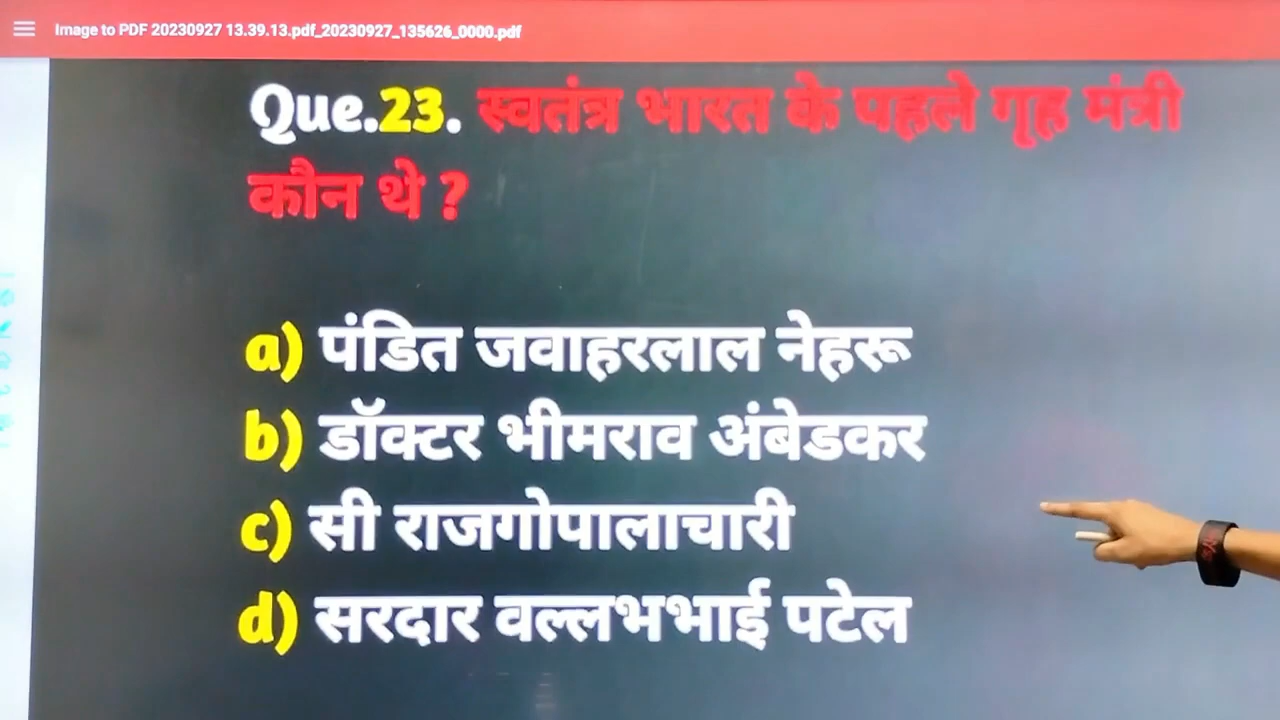 Image to PDF 20230927 13.39.13.pdf_20230927_135626_0000.pdf
Que.23. स्वतंत्र भारत के पहले गृह मंत्री
कौन थे ?
a) पंडित जवाहरलाल नेहरू
b) डॉक्टर भीमराव अंबेडकर
c) सी राजगोपालाचारी
d) सरदार वल्लभभाई पटेल